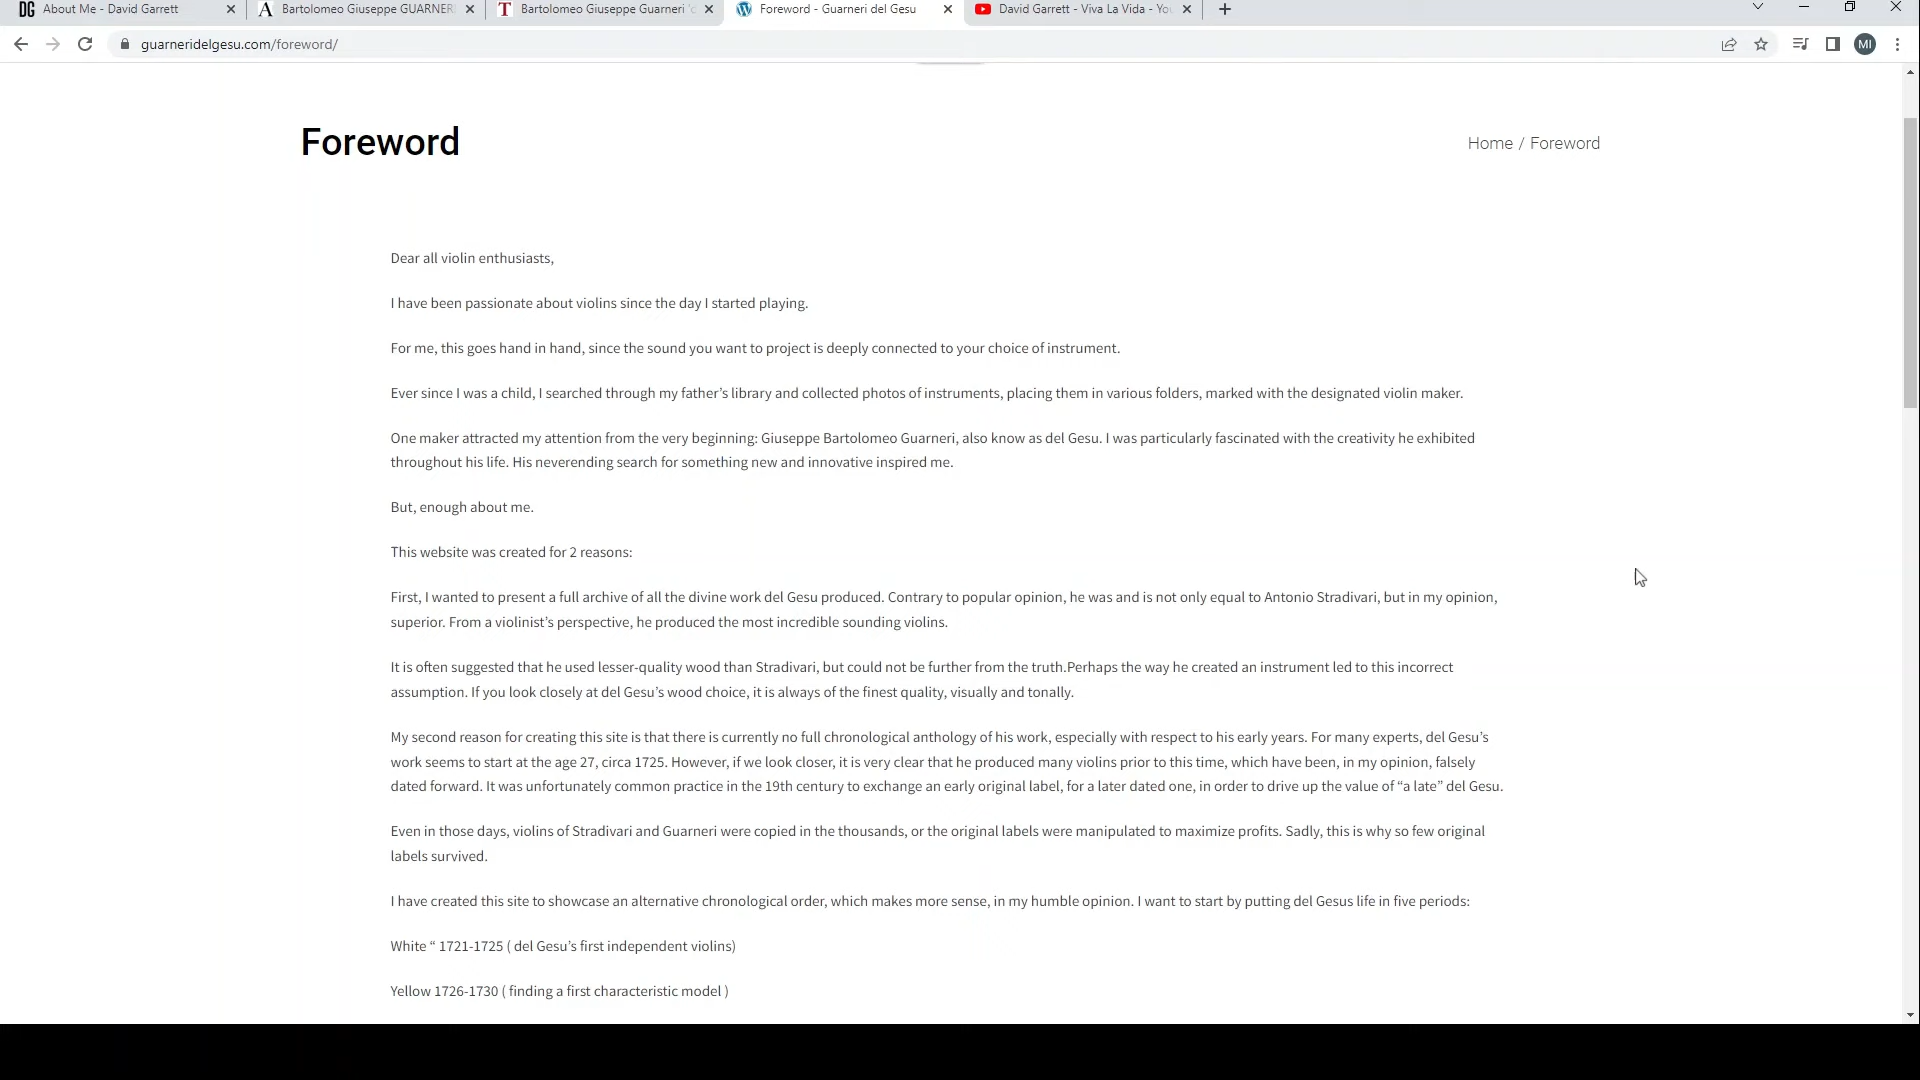 About Me - David Garrett
Bartolomeo Giuseppe GUARNERI
Bartolomeo Giuseppe Guarneri
Foreword - Guarneri del Gesu
David Garrett - Viva La Vida - You
guarneridelgesu.com/foreword/
MI
Foreword
Home / Foreword
Dear all violin enthusiasts,
I have been passionate about violins since the day I started playing.
For me, this goes hand in hand, since the sound you want to project is deeply connected to your choice of instrument.
Ever since I was a child, I searched through my father’s library and collected photos of instruments, placing them in various folders, marked with the designated violin maker.
One maker attracted my attention from the very beginning: Giuseppe Bartolomeo Guarneri, also know as del Gesu. I was particularly fascinated with the creativity he exhibited
throughout his life. His neverending search for something new and innovative inspired me.
But, enough about me.
This website was created for 2 reasons:
First, I wanted to present a full archive of all the divine work del Gesu produced. Contrary to popular opinion, he was and is not only equal to Antonio Stradivari, but in my opinion,
superior. From a violinist’s perspective, he produced the most incredible sounding violins.
It is often suggested that he used lesser-quality wood than Stradivari, but could not be further from the truth.Perhaps the way he created an instrument led to this incorrect
assumption. If you look closely at del Gesu’s wood choice, it is always of the finest quality, visually and tonally.
My second reason for creating this site is that there is currently no full chronological anthology of his work, especially with respect to his early years. For many experts, del Gesu’s
work seems to start at the age 27, circa 1725. However, if we look closer, it is very clear that he produced many violins prior to this time, which have been, in my opinion, falsely
dated forward. It was unfortunately common practice in the 19th century to exchange an early original label, for a later dated one, in order to drive up the value of “a late” del Gesu.
Even in those days, violins of Stradivari and Guarneri were copied in the thousands, or the original labels were manipulated to maximize profits. Sadly, this is why so few original
labels survived.
I have created this site to showcase an alternative chronological order, which makes more sense, in my humble opinion. I want to start by putting del Gesus life in five periods:
White “ 1721-1725 ( del Gesu’s first independent violins)
Yellow 1726-1730 ( finding a first characteristic model )